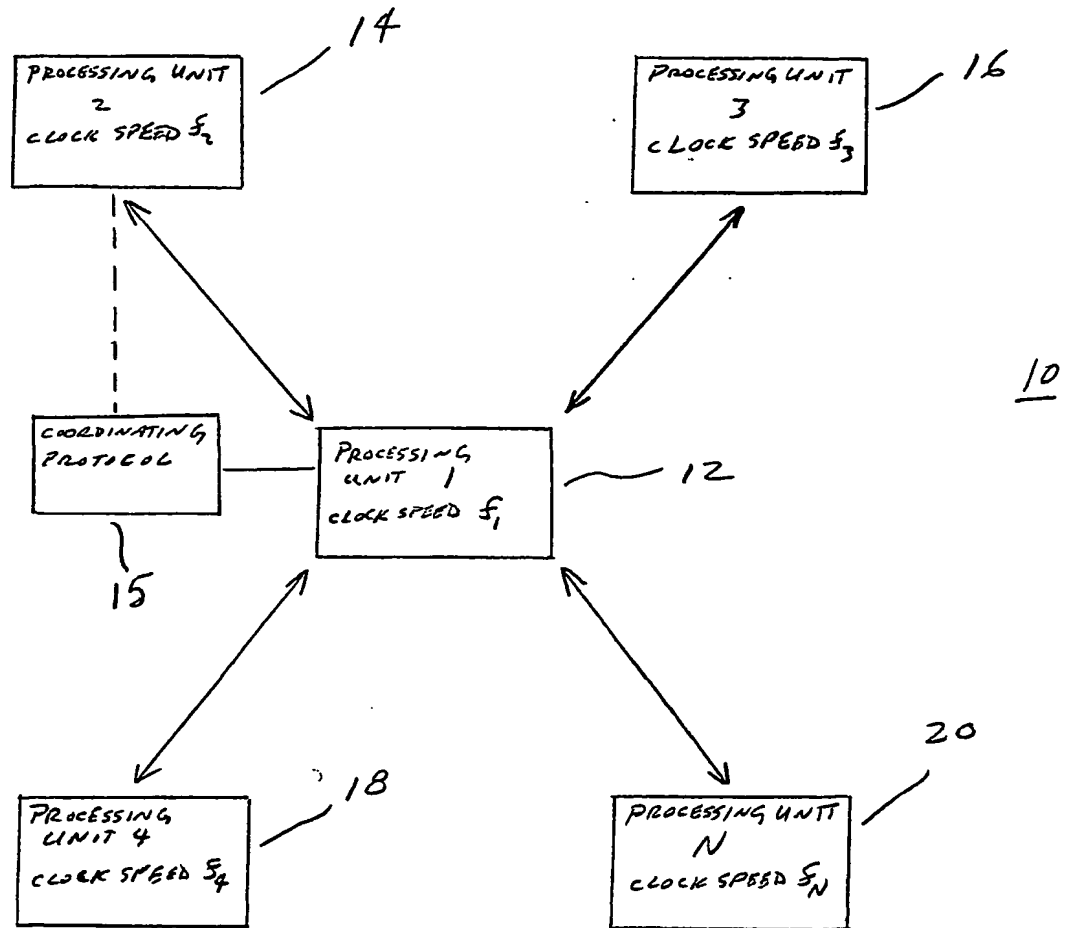 14
PROCESSING UNIT
2
CLOCK SPEED f₂
16
PROCESSING UNIT
3
CLOCK SPEED f₃
10
COORDINATING
PROTOCOL
15
PROCESSING
UNIT 1
CLOCK SPEED f₁
12
18
PROCESSING
UNIT 4
CLOCK SPEED f₄
20
PROCESSING UNIT
N
CLOCK SPEED f_N